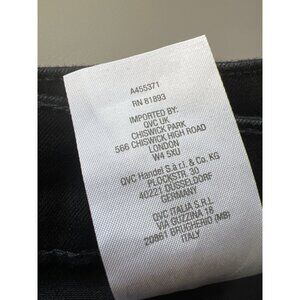 A455371
RN 81893
IMPORTED BY:
QVC UK,
CHISWICK PARK
566 CHISWICK HIGH ROAD
LONDON
W4 5XU
QVC Handel S.à r.l. & Co. KG
PLOCKSTR. 30
40221 DÜSSELDORF
GERMANY
QVC ITALIA S.R.L
VIA GUZZINA 18
20861 BRUGHERIO (MB)
ITALY